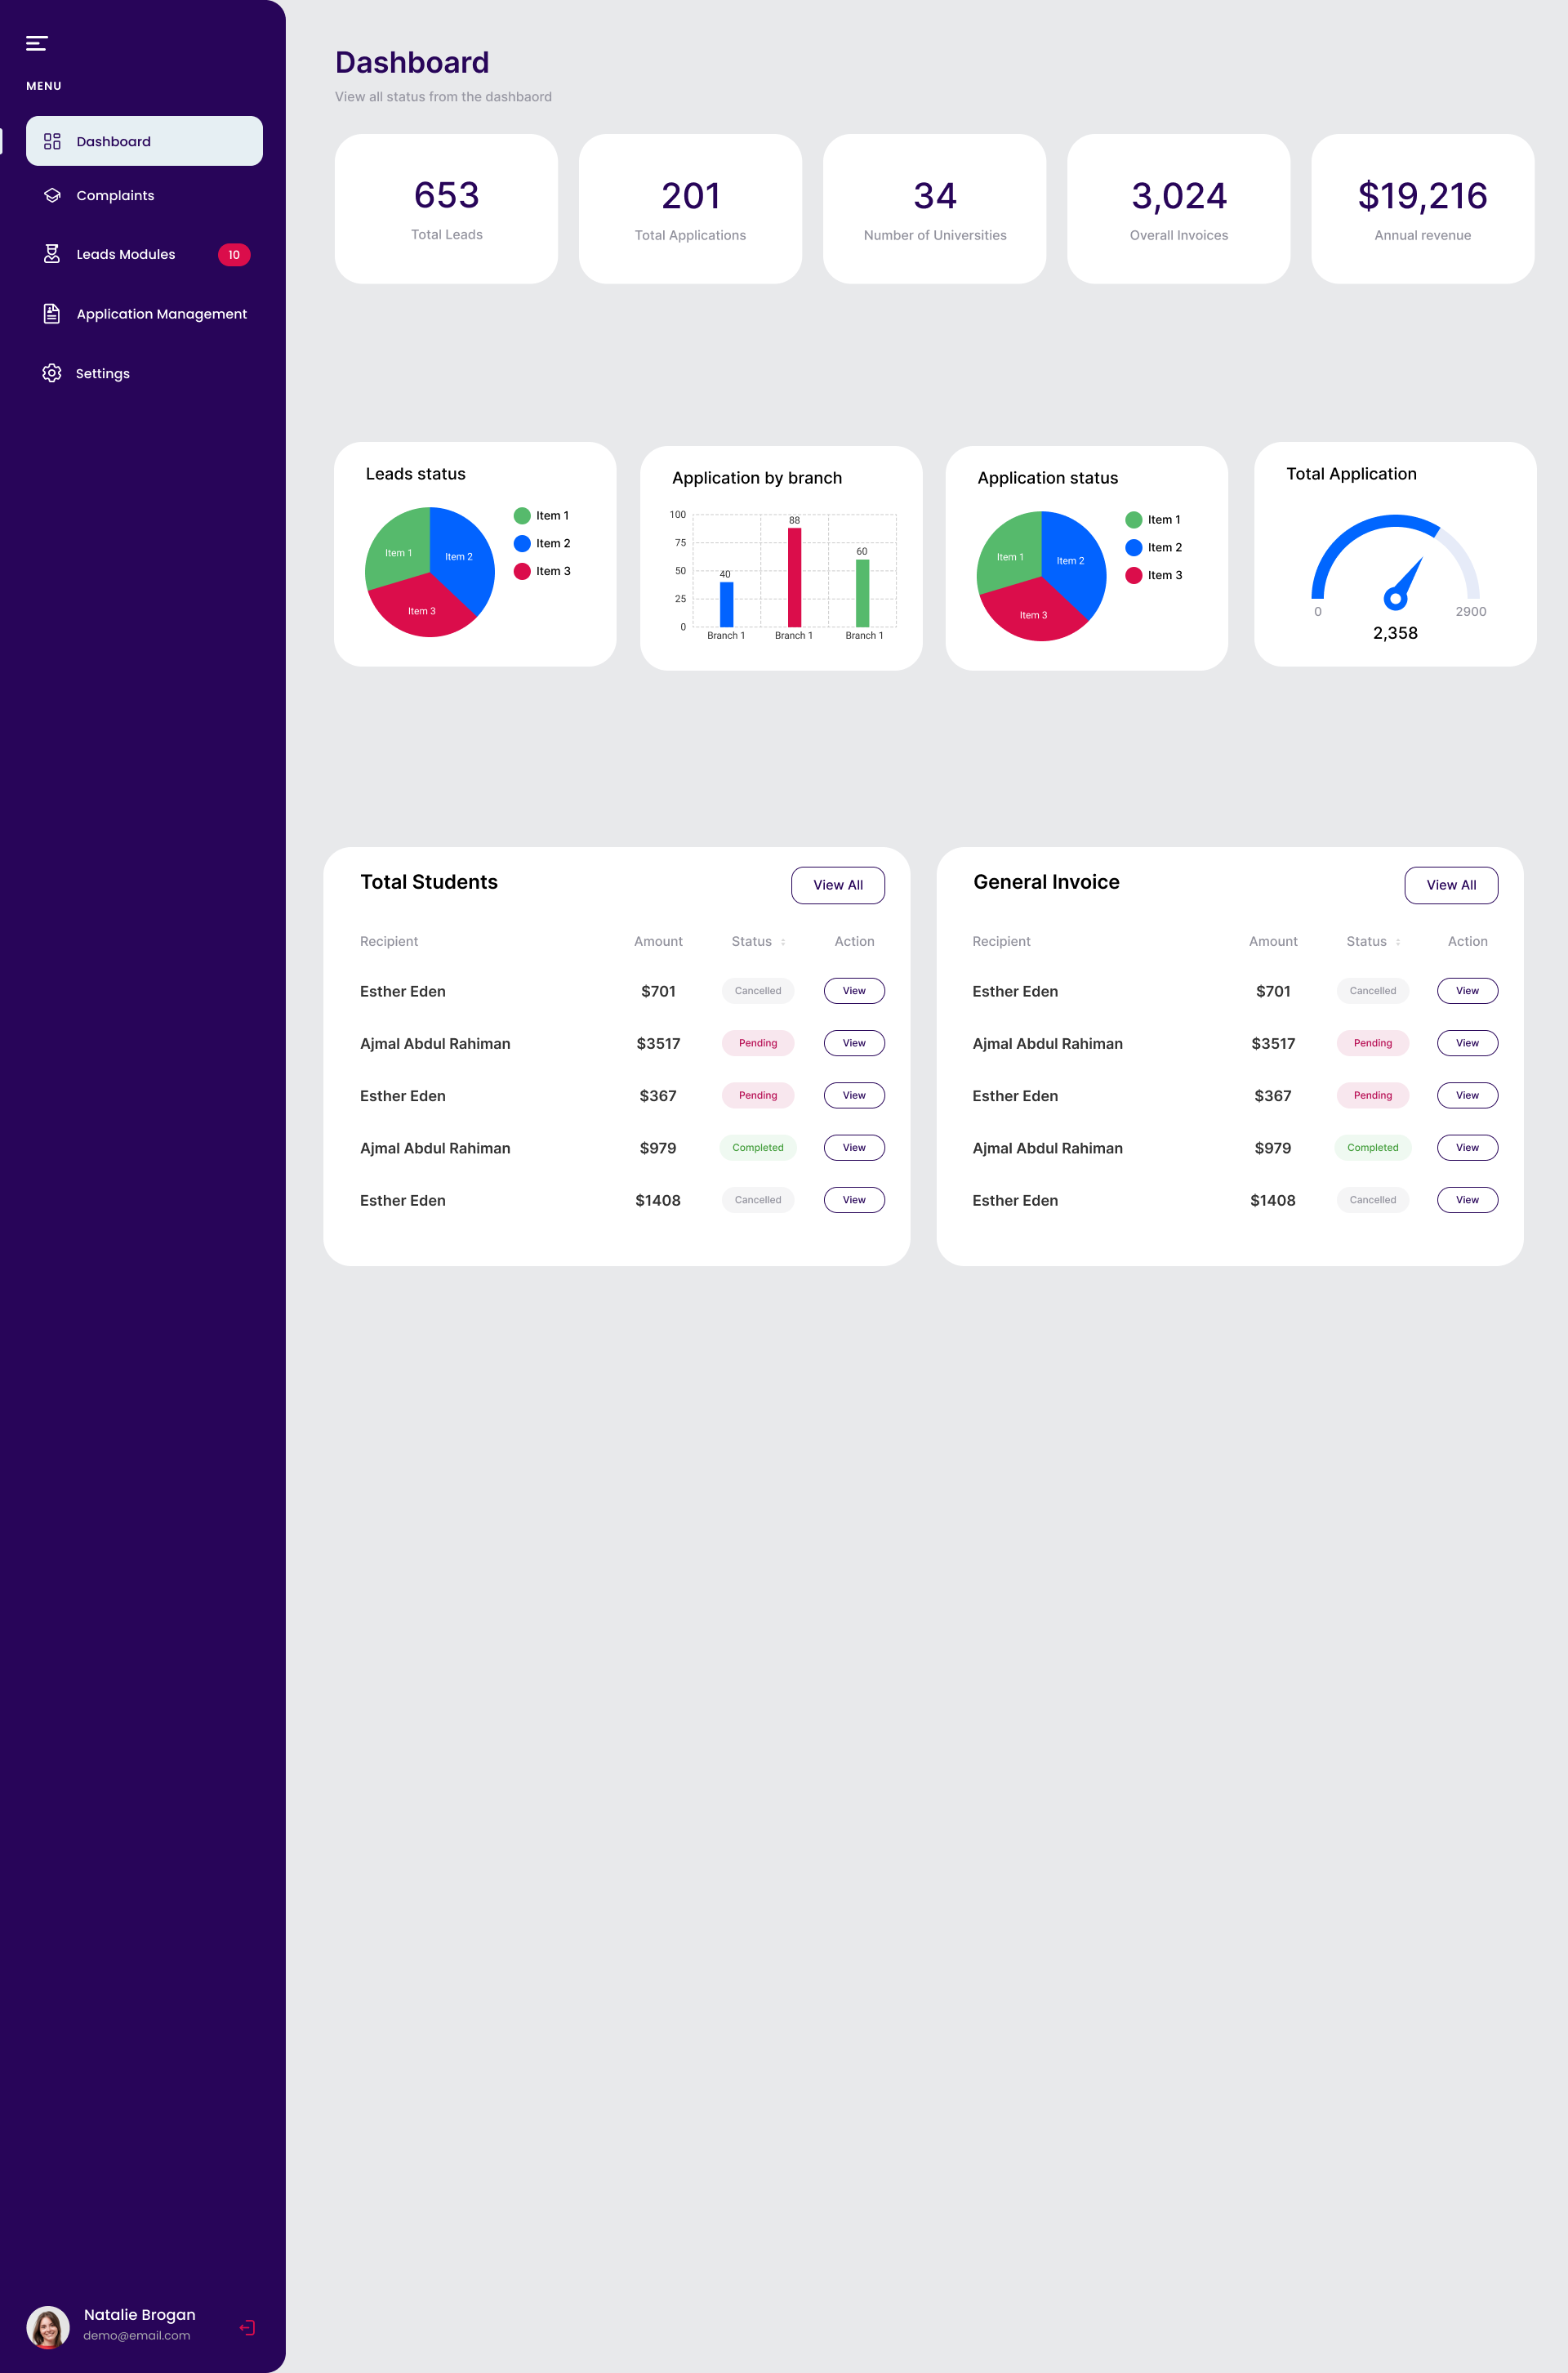 MENU
Dashboard
Complaints
Leads Modules 10
Application Management
Settings
Natalie Brogan
demo@email.com
Dashboard
View all status from the dashbaord
653
Total Leads
201
Total Applications
34
Number of Universities
3,024
Overall Invoices
$19,216
Annual revenue
Leads status
Item 1
Item 2
Item 3
Item 1
Item 2
Item 3
Application by branch
100
75
50
25
0
40
88
60
Branch 1
Branch 1
Branch 1
Application status
Item 1
Item 2
Item 3
Item 1
Item 2
Item 3
Total Application
0
2900
2,358
Total Students View All
Recipient Amount Status Action
Esther Eden $701 Cancelled View
Ajmal Abdul Rahiman $3517 Pending View
Esther Eden $367 Pending View
Ajmal Abdul Rahiman $979 Completed View
Esther Eden $1408 Cancelled View
General Invoice View All
Recipient Amount Status Action
Esther Eden $701 Cancelled View
Ajmal Abdul Rahiman $3517 Pending View
Esther Eden $367 Pending View
Ajmal Abdul Rahiman $979 Completed View
Esther Eden $1408 Cancelled View